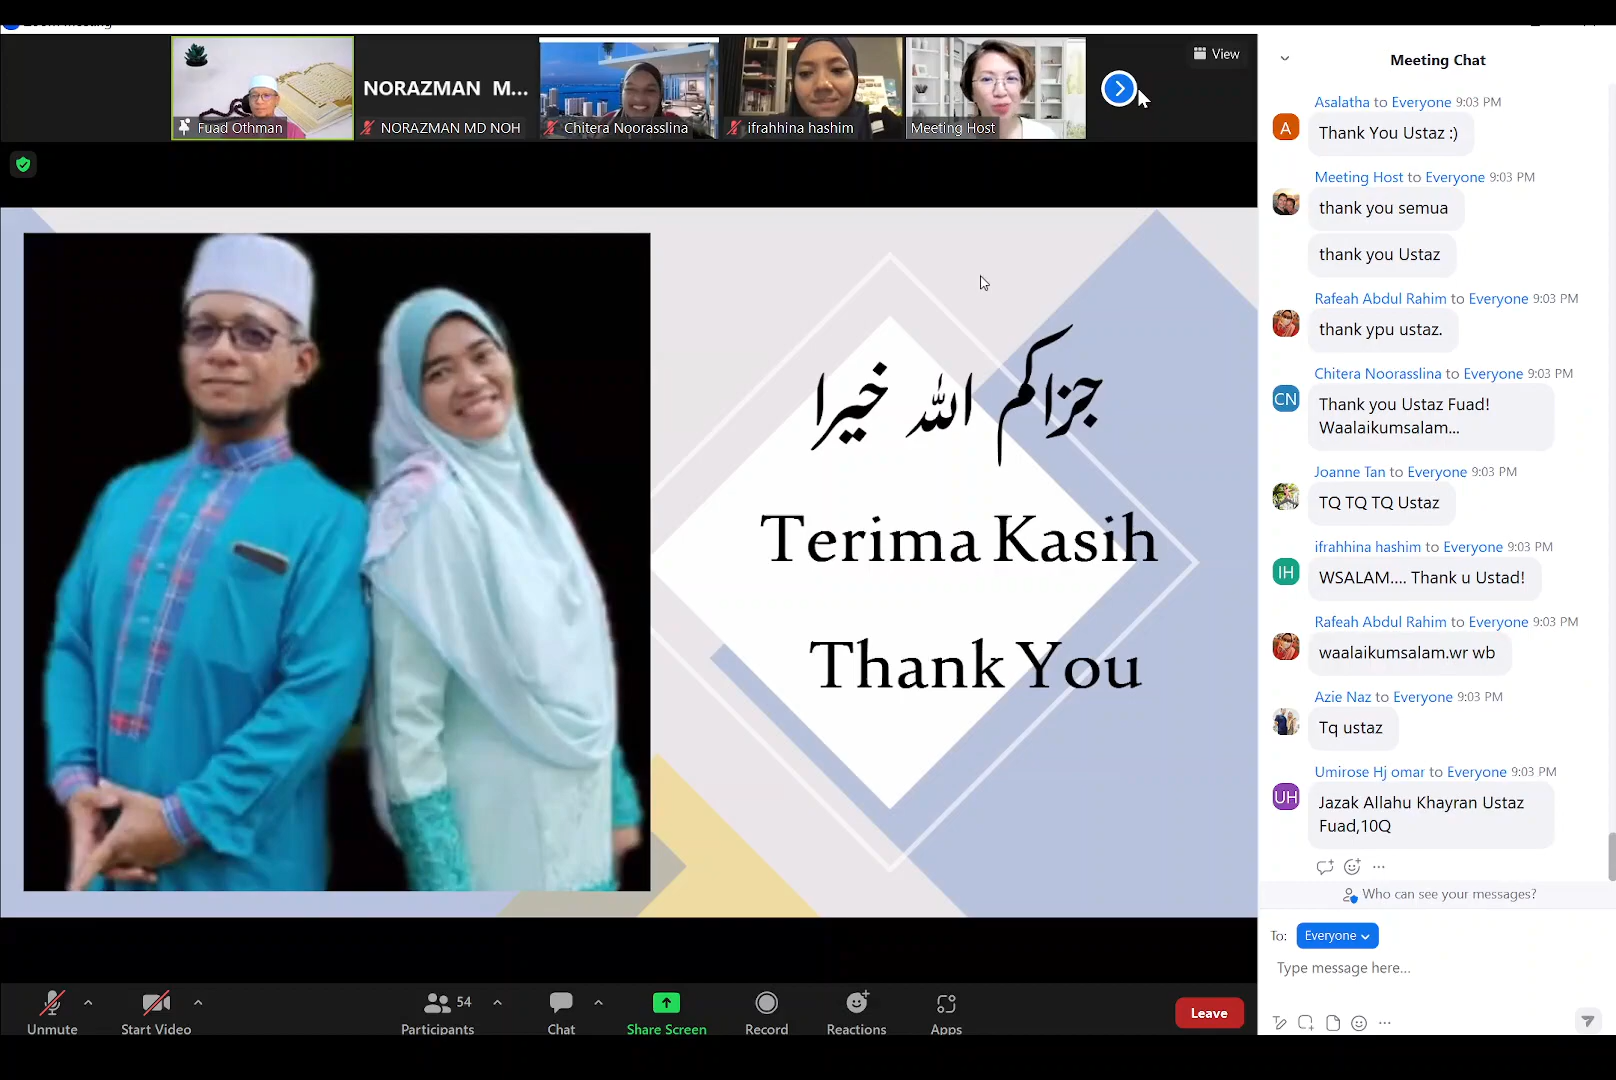 NORAZMAN M...
Fuad Othman
NORAZMAN MD NOH
Chitera Noorasslina
ifrahhina hashim
Meeting Host
View
جزاكم الله خيرا
Terima Kasih
Thank You
Meeting Chat
Asalatha to Everyone 9:03 PM
A
Thank You Ustaz :)
Meeting Host to Everyone 9:03 PM
thank you semua
thank you Ustaz
Rafeah Abdul Rahim to Everyone 9:03 PM
thank ypu ustaz.
Chitera Noorasslina to Everyone 9:03 PM
CN
Thank you Ustaz Fuad!
Waalaikumsalam...
Joanne Tan to Everyone 9:03 PM
TQ TQ TQ Ustaz
ifrahhina hashim to Everyone 9:03 PM
IH
WSALAM.... Thank u Ustad!
Rafeah Abdul Rahim to Everyone 9:03 PM
waalaikumsalam.wr wb
Azie Naz to Everyone 9:03 PM
Tq ustaz
Umirose Hj omar to Everyone 9:03 PM
UH
Jazak Allahu Khayran Ustaz
Fuad,10Q
Who can see your messages?
To: Everyone
Type message here...
Unmute
Start Video
54
Participants
Chat
Share Screen
Record
Reactions
Apps
Leave